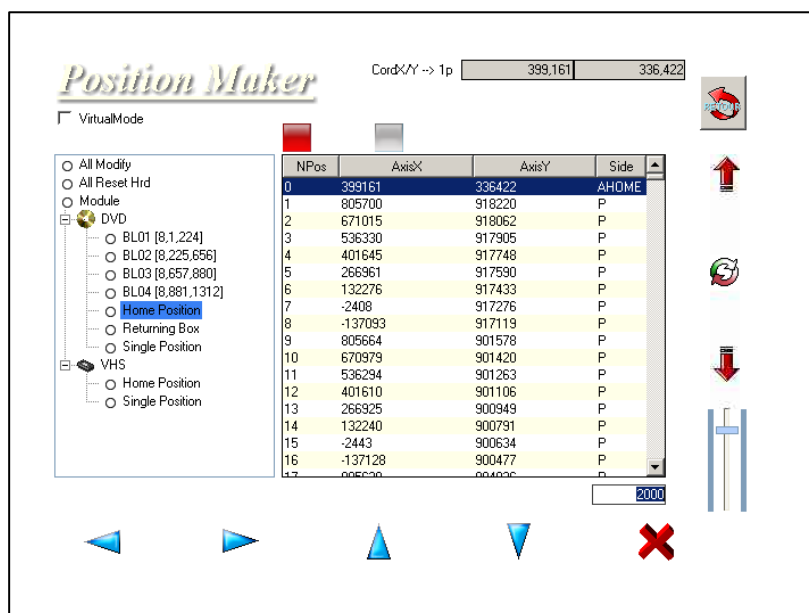 Position Maker
CordX/Y --> 1p 399,161 336,422
RETOUR
VirtualMode
All Modify
All Reset Hrd
Module
DVD
BL01 [8,1,224]
BL02 [8,225,656]
BL03 [8,657,880]
BL04 [8,881,1312]
Home Position
Returning Box
Single Position
VHS
Home Position
Single Position
NPos AxisX AxisY Side
0 399161 336422 AHOME
1 805700 918220 P
2 671015 918062 P
3 536330 917905 P
4 401645 917748 P
5 266961 917590 P
6 132276 917433 P
7 -2408 917276 P
8 -137093 917119 P
9 805664 901578 P
10 670979 901420 P
11 536294 901263 P
12 401610 901106 P
13 266925 900949 P
14 132240 900791 P
15 -2443 900634 P
16 -137128 900477 P
2000